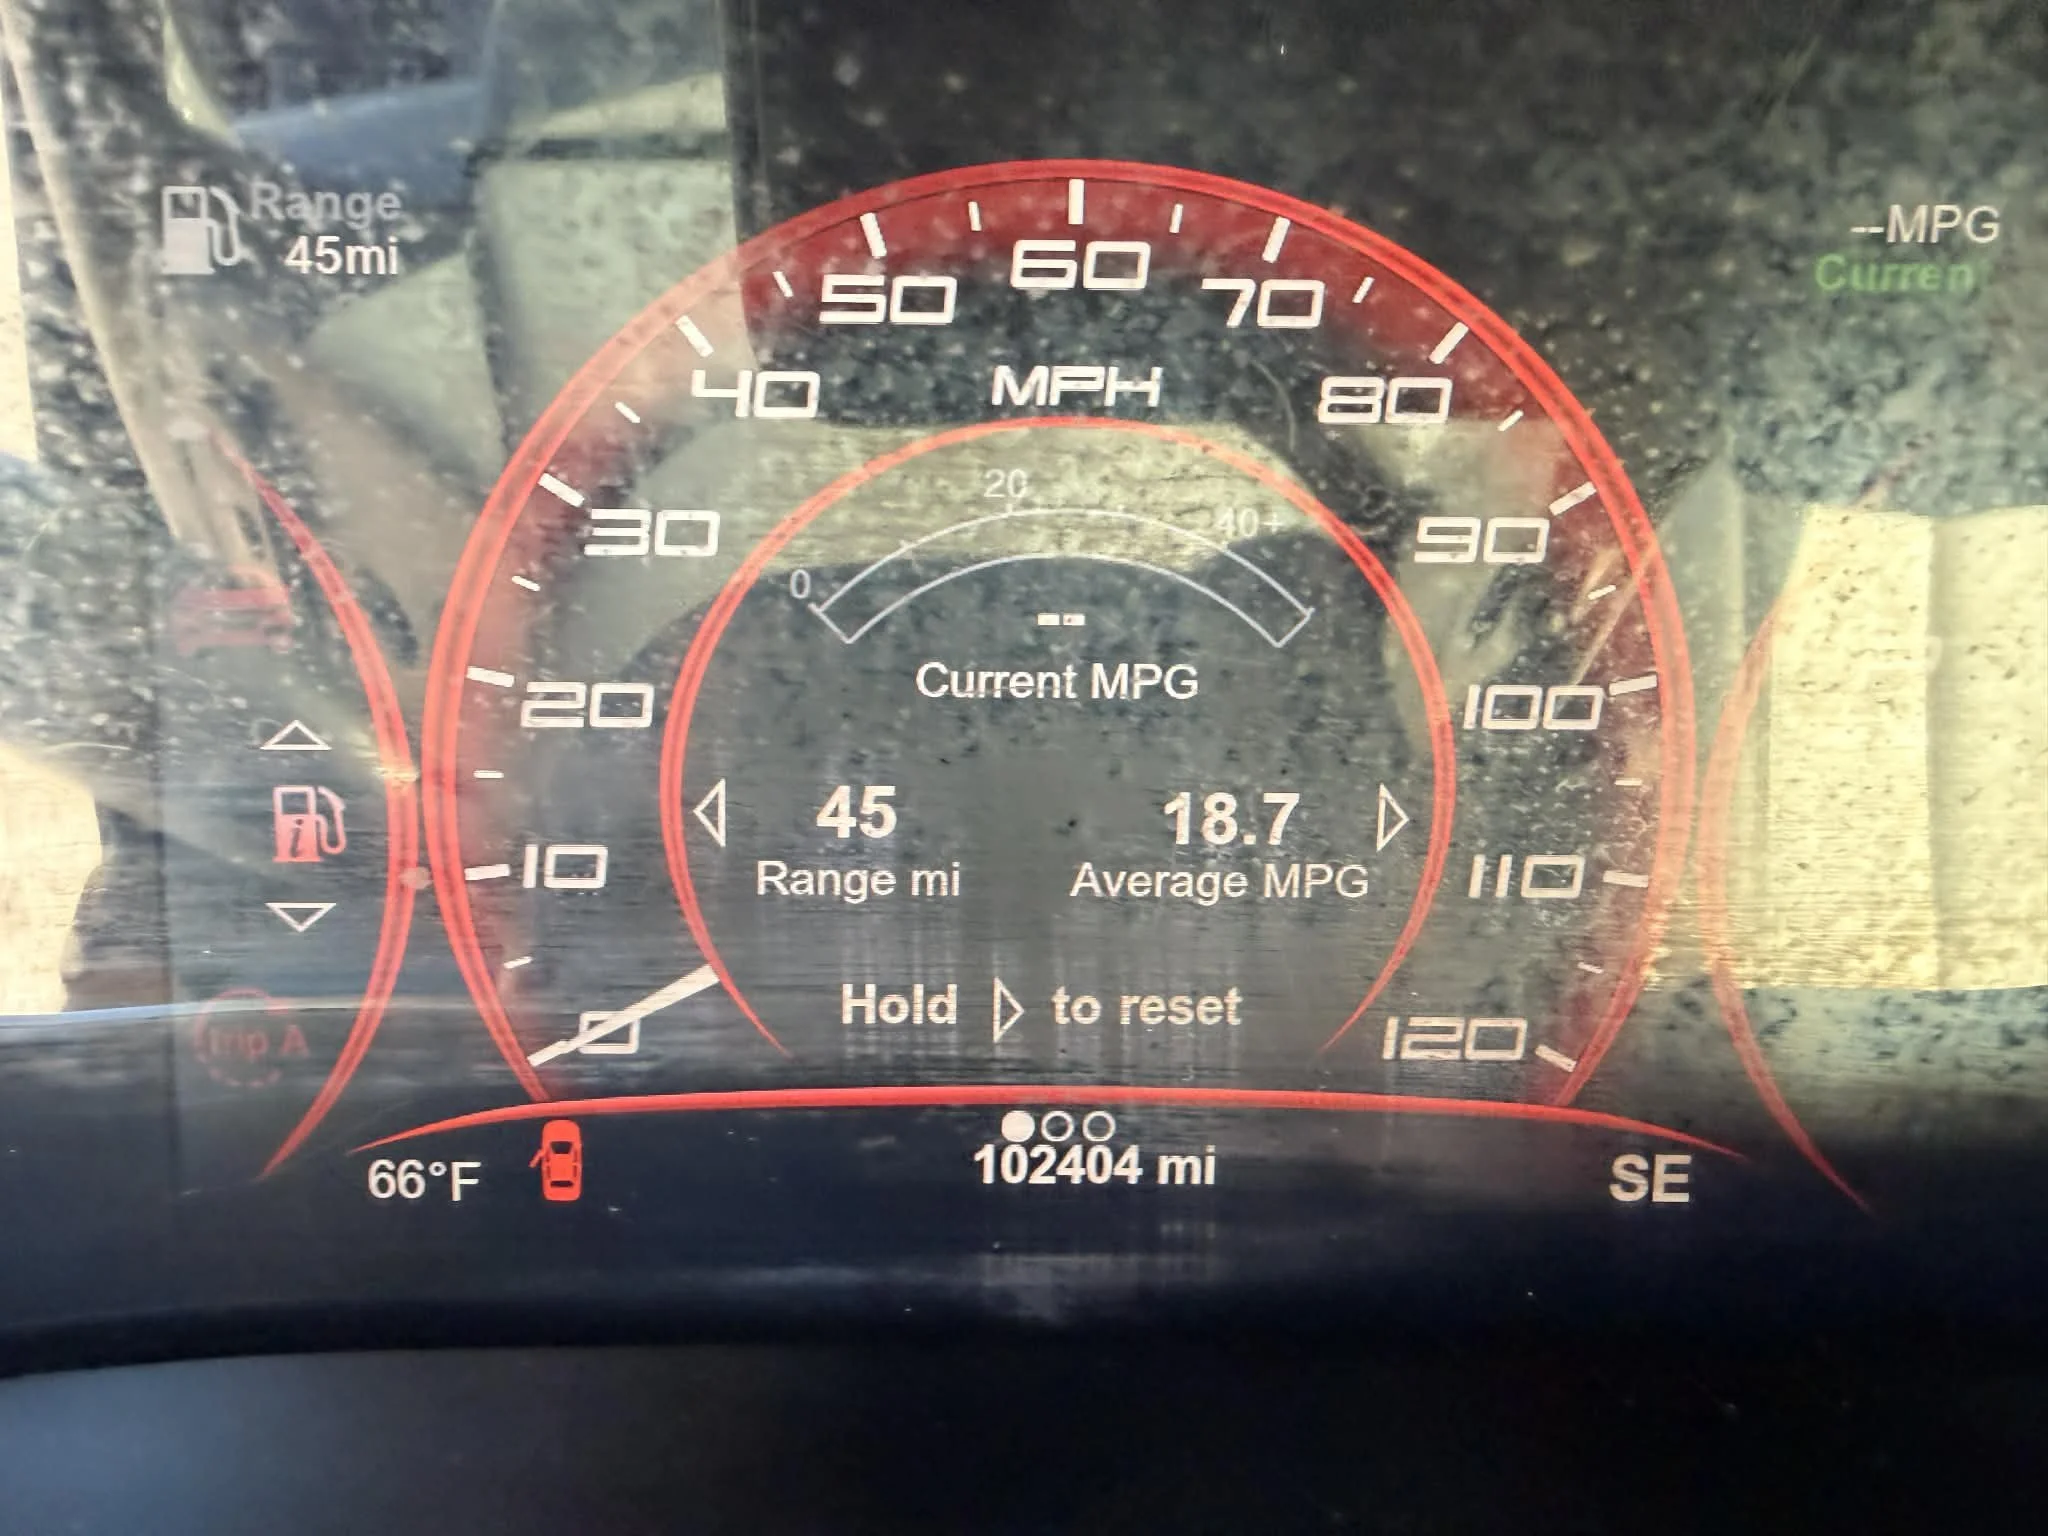 Range
45mi
--MPG
Current
0
10
20
30
40
50
60
70
80
90
100
110
120
MPH
0
20
40+
--
Current MPG
45
Range mi
18.7
Average MPG
Hold ▷ to reset
Trip A
66°F
102404 mi
SE